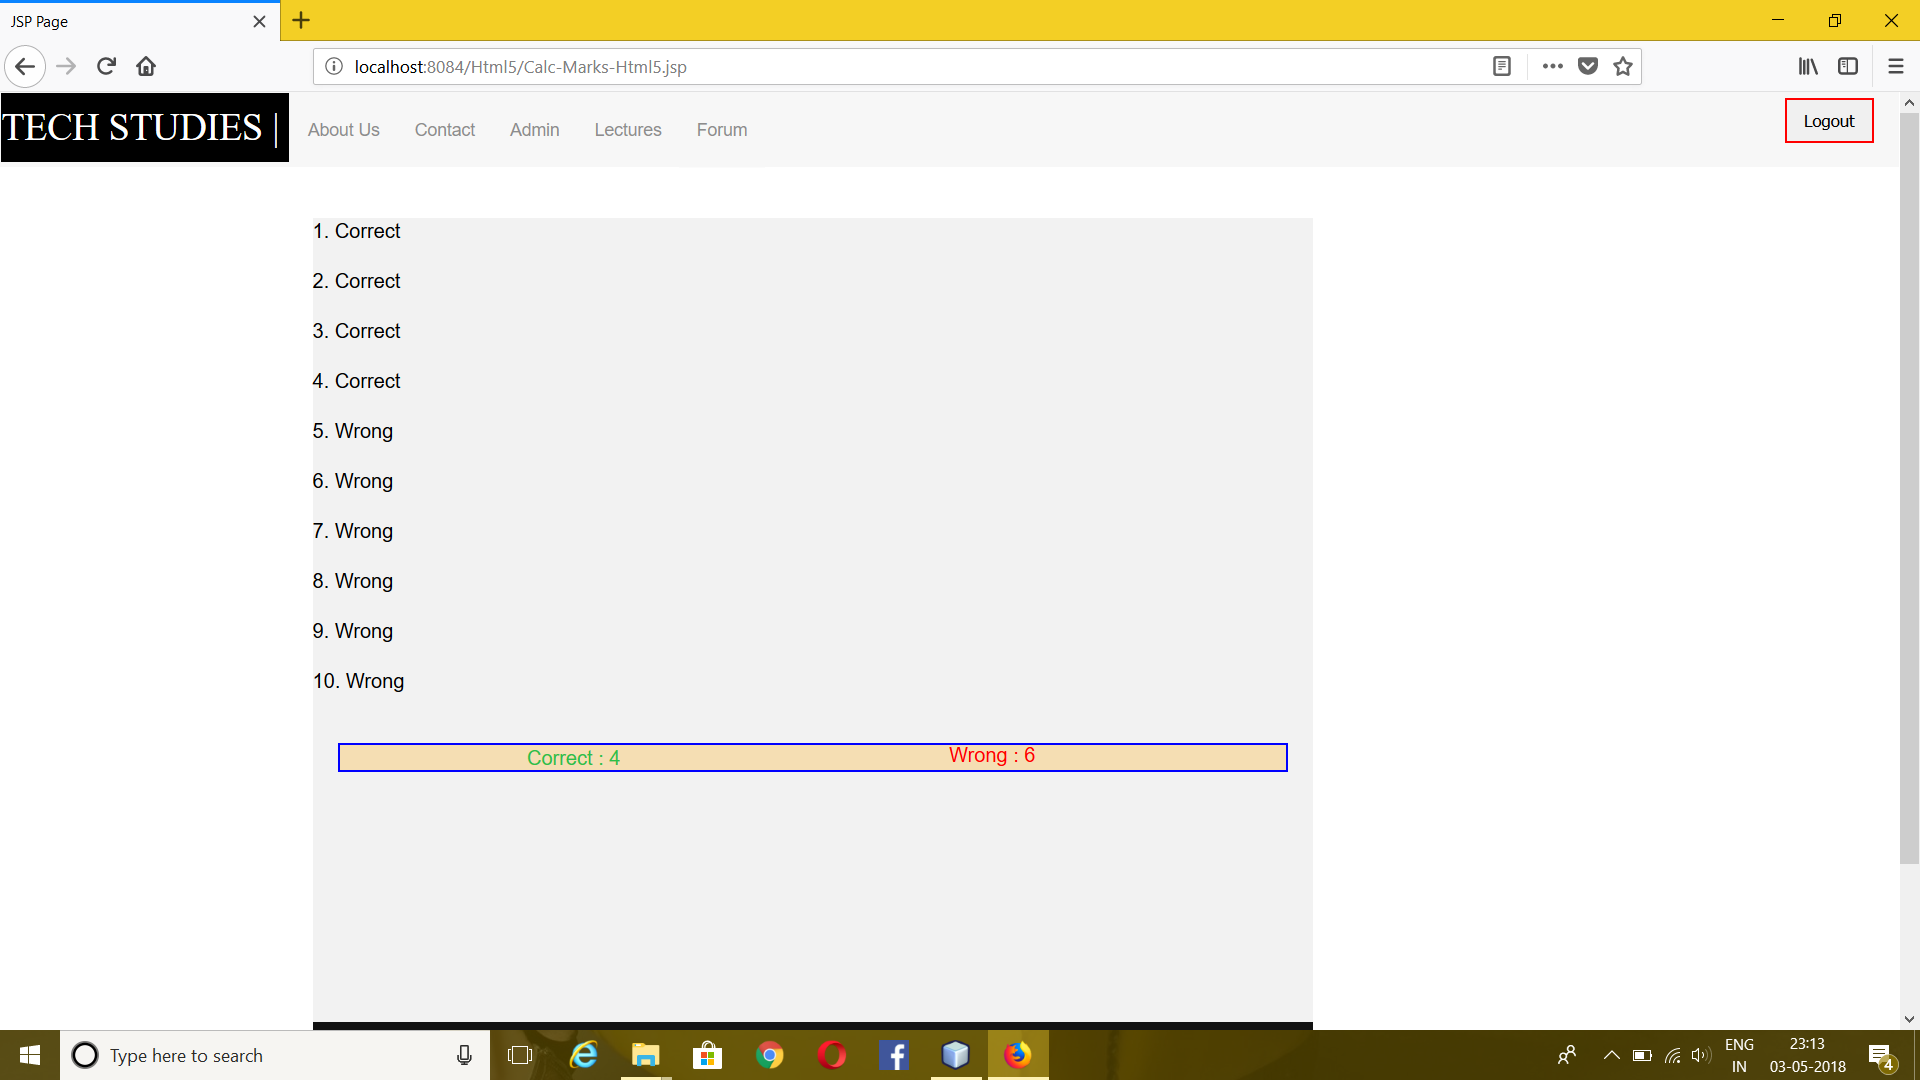 JSP Page
localhost:8084/Html5/Calc-Marks-Html5.jsp
TECH STUDIES |
About Us
Contact
Admin
Lectures
Forum
Logout
1. Correct
2. Correct
3. Correct
4. Correct
5. Wrong
6. Wrong
7. Wrong
8. Wrong
9. Wrong
10. Wrong
Correct : 4
Wrong : 6
Type here to search
ENG
IN
23:13
03-05-2018
4